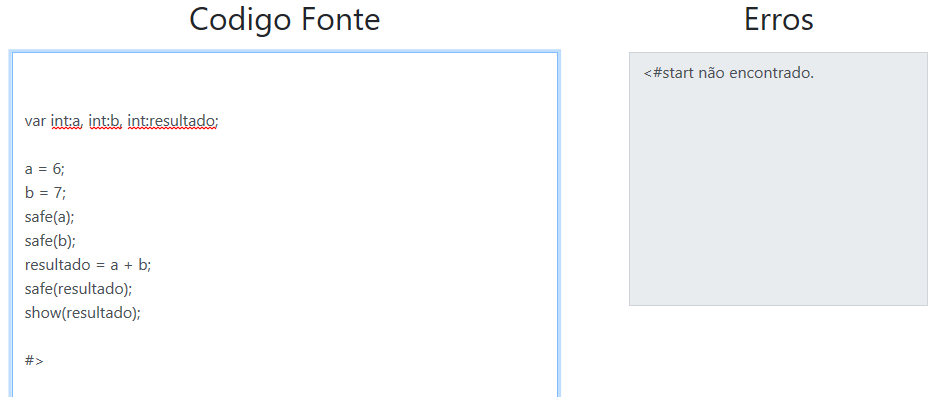 Codigo Fonte
var int:a, int:b, int:resultado;
a = 6;
b = 7;
safe(a);
safe(b);
resultado = a + b;
safe(resultado);
show(resultado);
#>
Erros
<#start não encontrado.